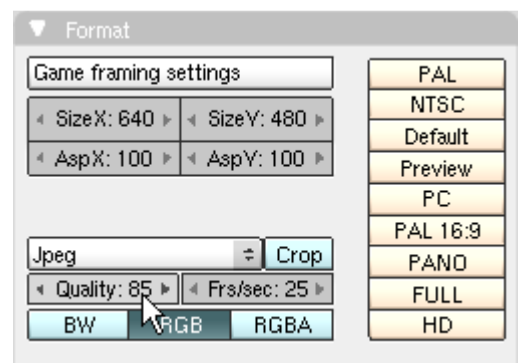 Format
Game framing settings
SizeX: 640 SizeY: 480
AspX: 100 AspY: 100
Jpeg Crop
Quality: 85 Frs/sec: 25
BW RGB RGBA
PAL
NTSC
Default
Preview
PC
PAL 16:9
PANO
FULL
HD